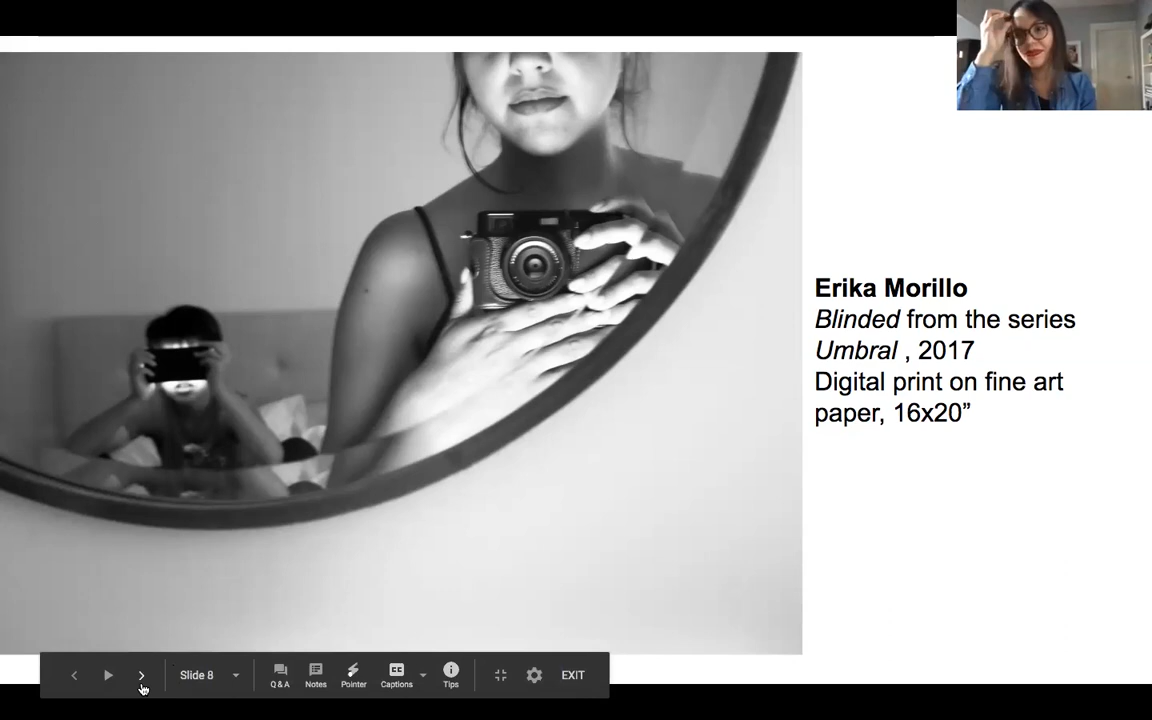 Erika Morillo
Blinded from the series
Umbral , 2017
Digital print on fine art
paper, 16x20”
Slide 8
Q & A
Notes
Pointer
CC
Captions
Tips
EXIT